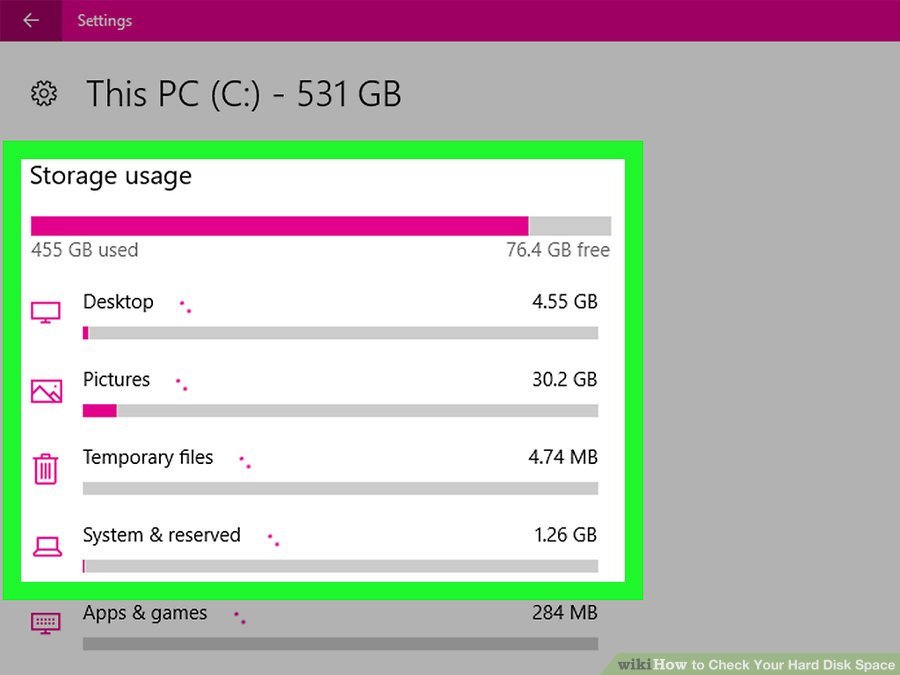 Settings
This PC (C:) - 531 GB
Storage usage
455 GB used 76.4 GB free
Desktop 4.55 GB
Pictures 30.2 GB
Temporary files 4.74 MB
System & reserved 1.26 GB
Apps & games 284 MB
wikiHow to Check Your Hard Disk Space